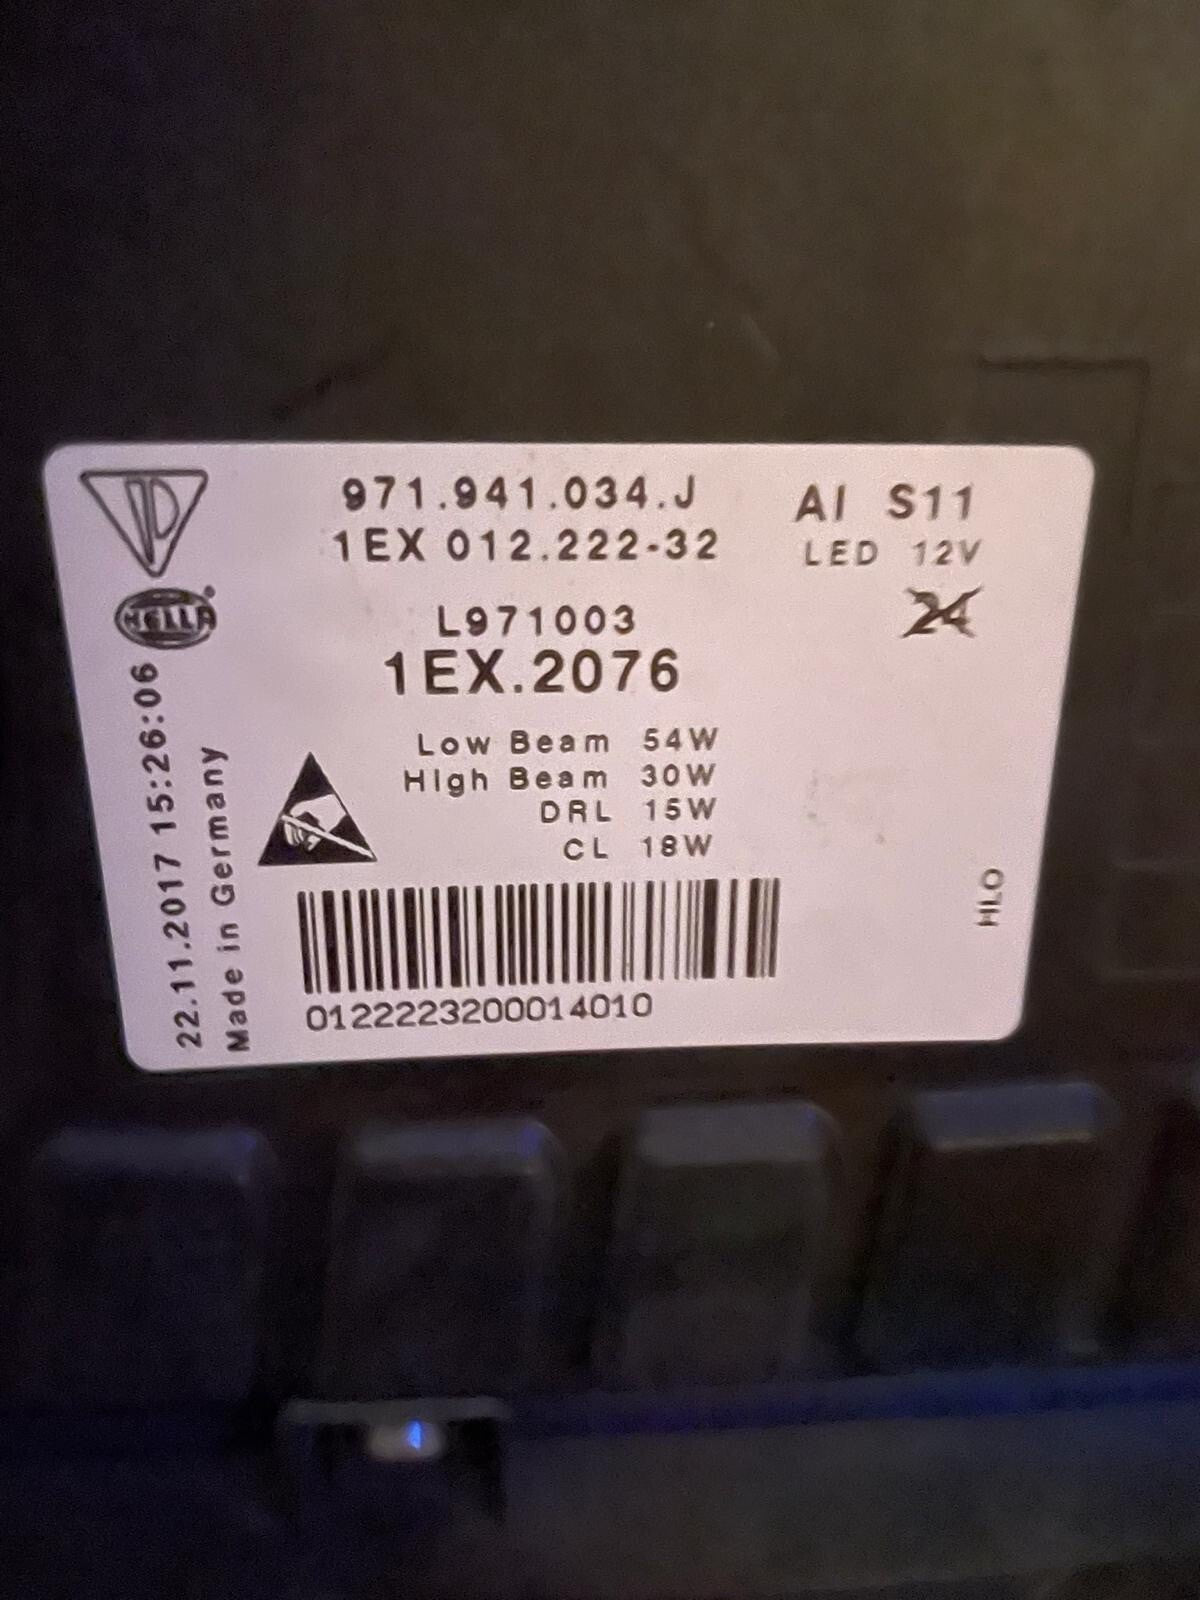 971.941.034.J
1EX 012.222-32
AI S11
LED 12V
24
HELLA
L971003
1EX.2076
Low Beam 54W
High Beam 30W
DRL 15W
CL 18W
22.11.2017 15:26:06
Made in Germany
HLO
0122223200014010